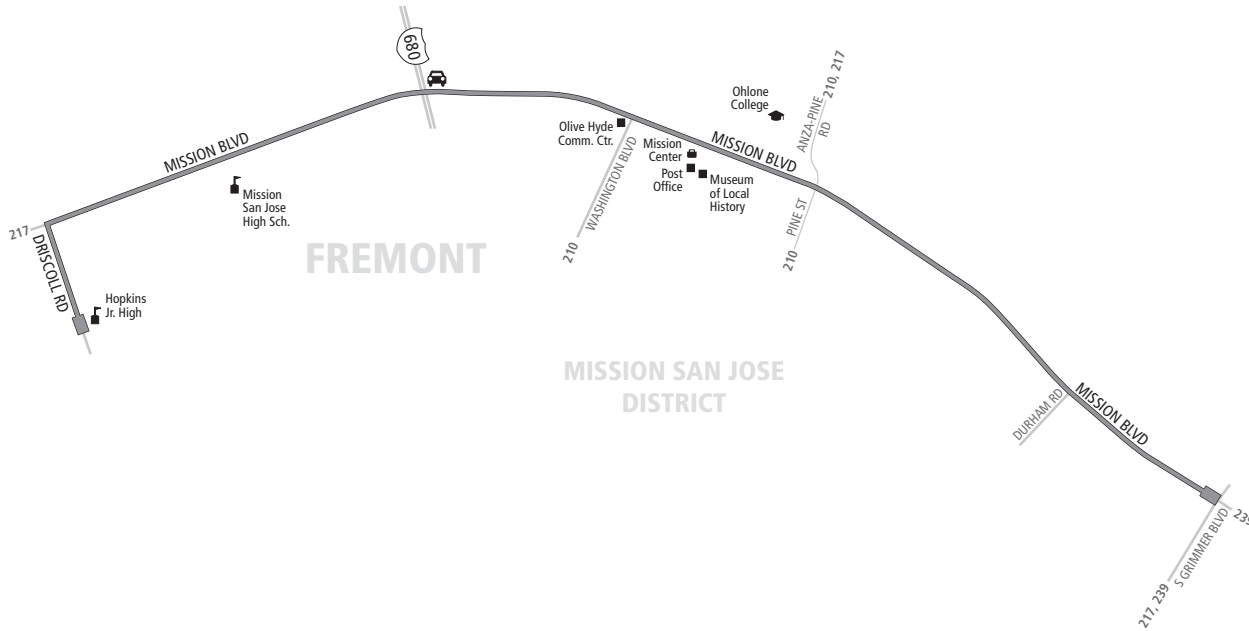 680
MISSION BLVD
217
DRISCOLL RD
Mission
San Jose
High Sch.
Hopkins
Jr. High
FREMONT
Olive Hyde
Comm. Ctr.
WASHINGTON BLVD
210
Mission
Center
Post
Office
Museum
of Local
History
MISSION BLVD
Ohlone
College
ANZA-PINE
RD
210, 217
PINE ST
210
MISSION SAN JOSE
DISTRICT
DURHAM RD
MISSION BLVD
239
S GRIMMER BLVD
217, 239